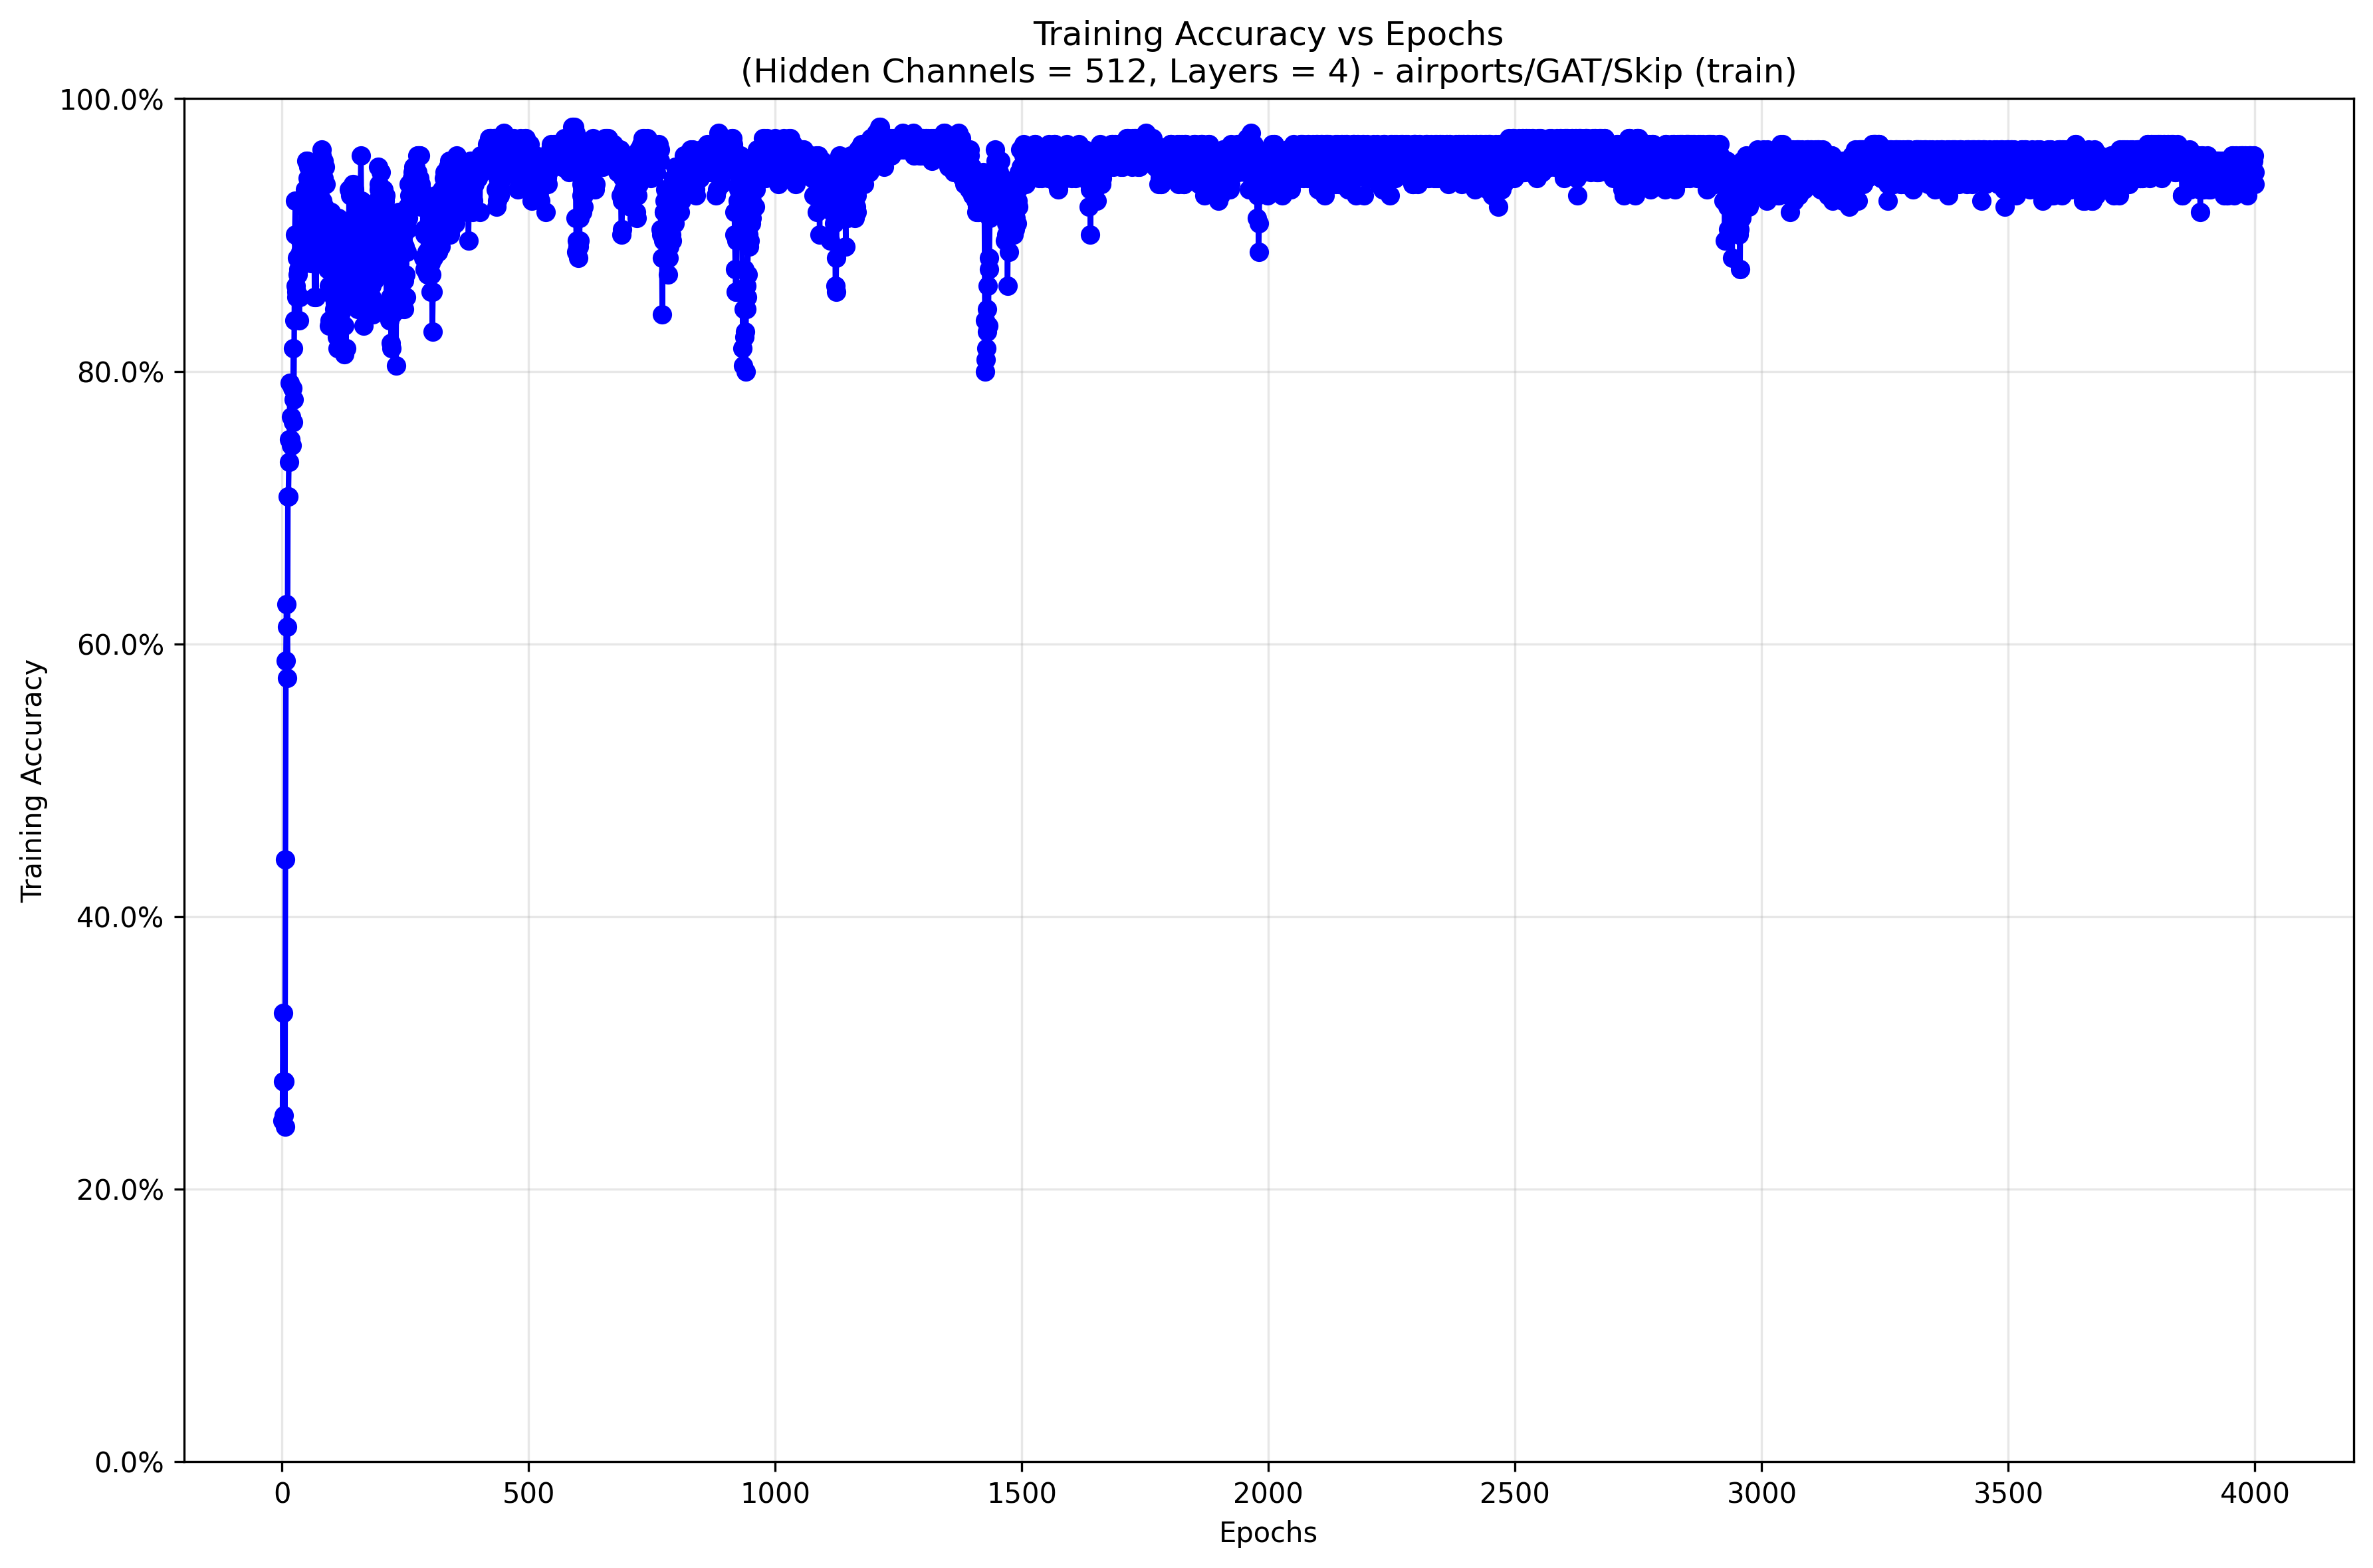 Training Accuracy vs Epochs
(Hidden Channels = 512, Layers = 4) - airports/GAT/Skip (train)
100.0%
80.0%
60.0%
40.0%
20.0%
0.0%
Training Accuracy
0 500 1000 1500 2000 2500 3000 3500 4000
Epochs